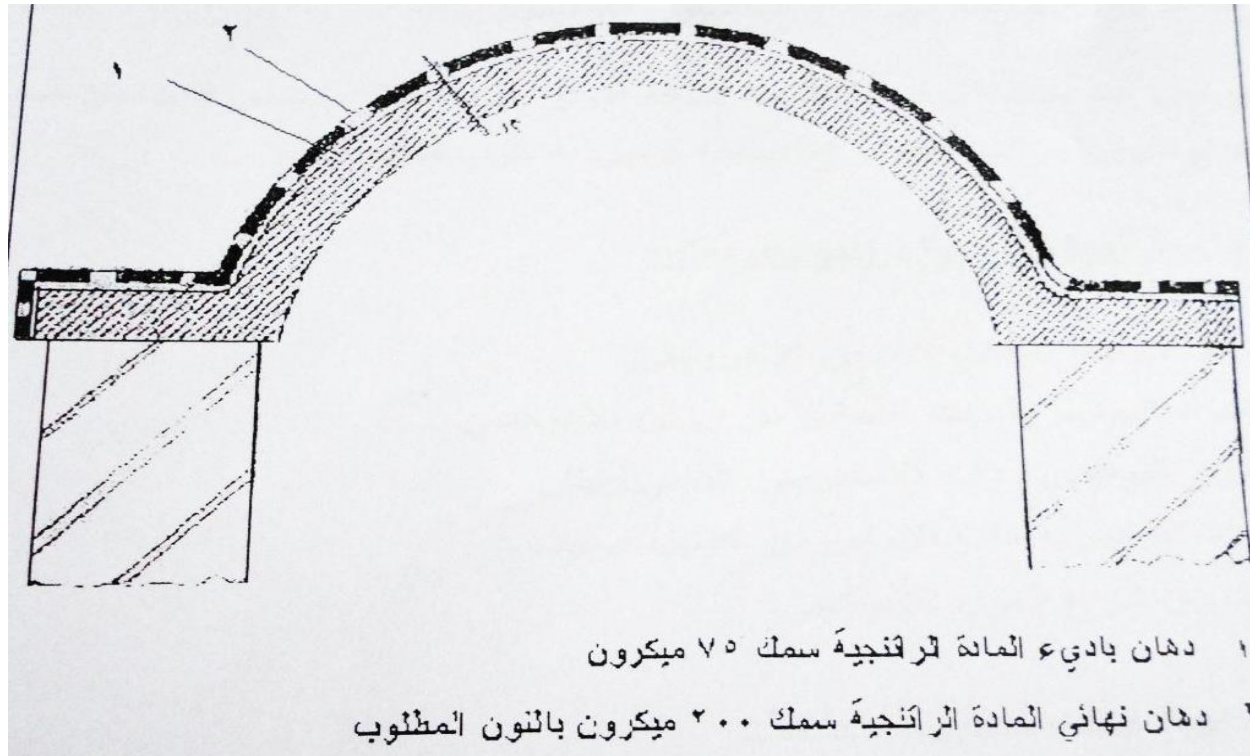 ٢
١
١ دهان باديء المادة الراتنجية سمك ٧٥ ميكرون
٢ دهان نهائي المادة الراتنجية سمك ٢٠٠ ميكرون باللون المطلوب